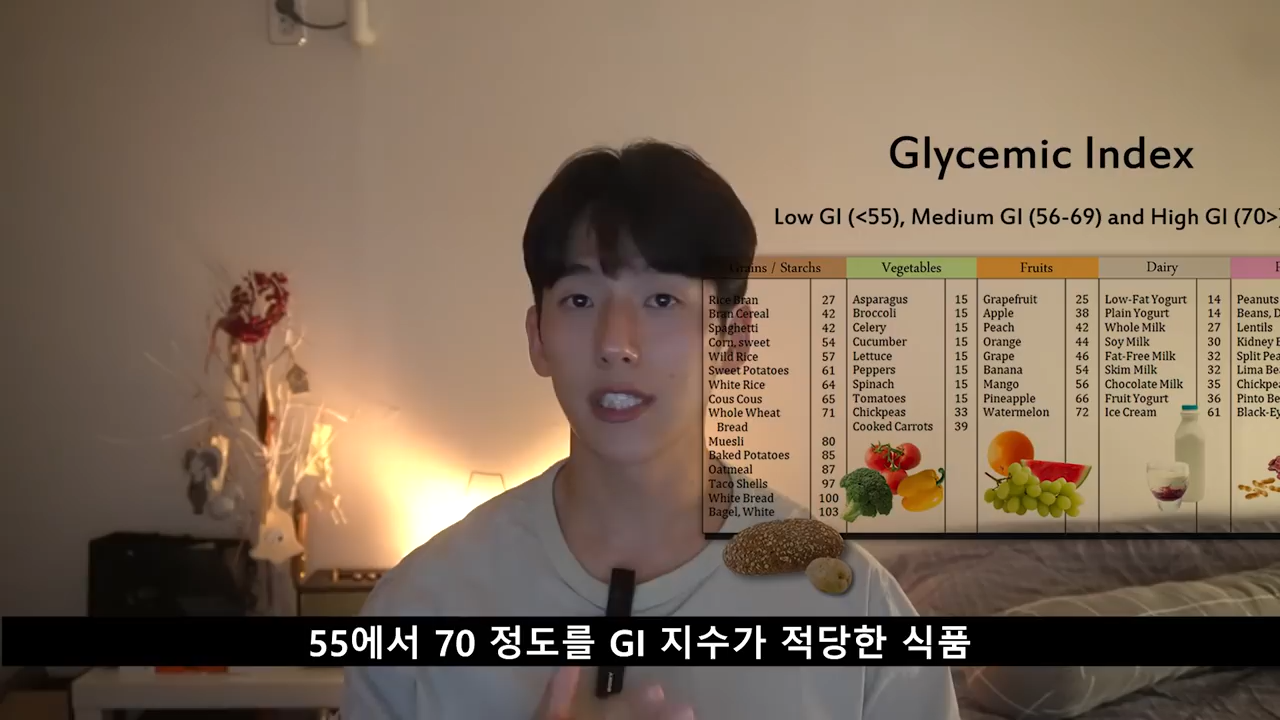 Glycemic Index
Low GI (<55), Medium GI (56-69) and High GI (70>)
Grains / Starchs
Rice Bran 27
Bran Cereal 42
Spaghetti 42
Corn, sweet 54
Wild Rice 57
Sweet Potatoes 61
White Rice 64
Cous Cous 65
Whole Wheat 71
Bread
Muesli 80
Baked Potatoes 85
Oatmeal 87
Taco Shells 97
White Bread 100
Bagel, White 103
Vegetables
Asparagus 15
Broccoli 15
Celery 15
Cucumber 15
Lettuce 15
Peppers 15
Spinach 15
Tomatoes 15
Chickpeas 33
Cooked Carrots 39
Fruits
Grapefruit 25
Apple 38
Peach 42
Orange 44
Grape 46
Banana 54
Mango 56
Pineapple 66
Watermelon 72
Dairy
Low-Fat Yogurt 14
Plain Yogurt 14
Whole Milk 27
Soy Milk 30
Fat-Free Milk 32
Skim Milk 32
Chocolate Milk 35
Fruit Yogurt 36
Ice Cream 61
Peanuts
Beans,
Lentils
Kidney
Split
Lima
Pinto
55에서 70 정도를 GI 지수가 적당한 식품